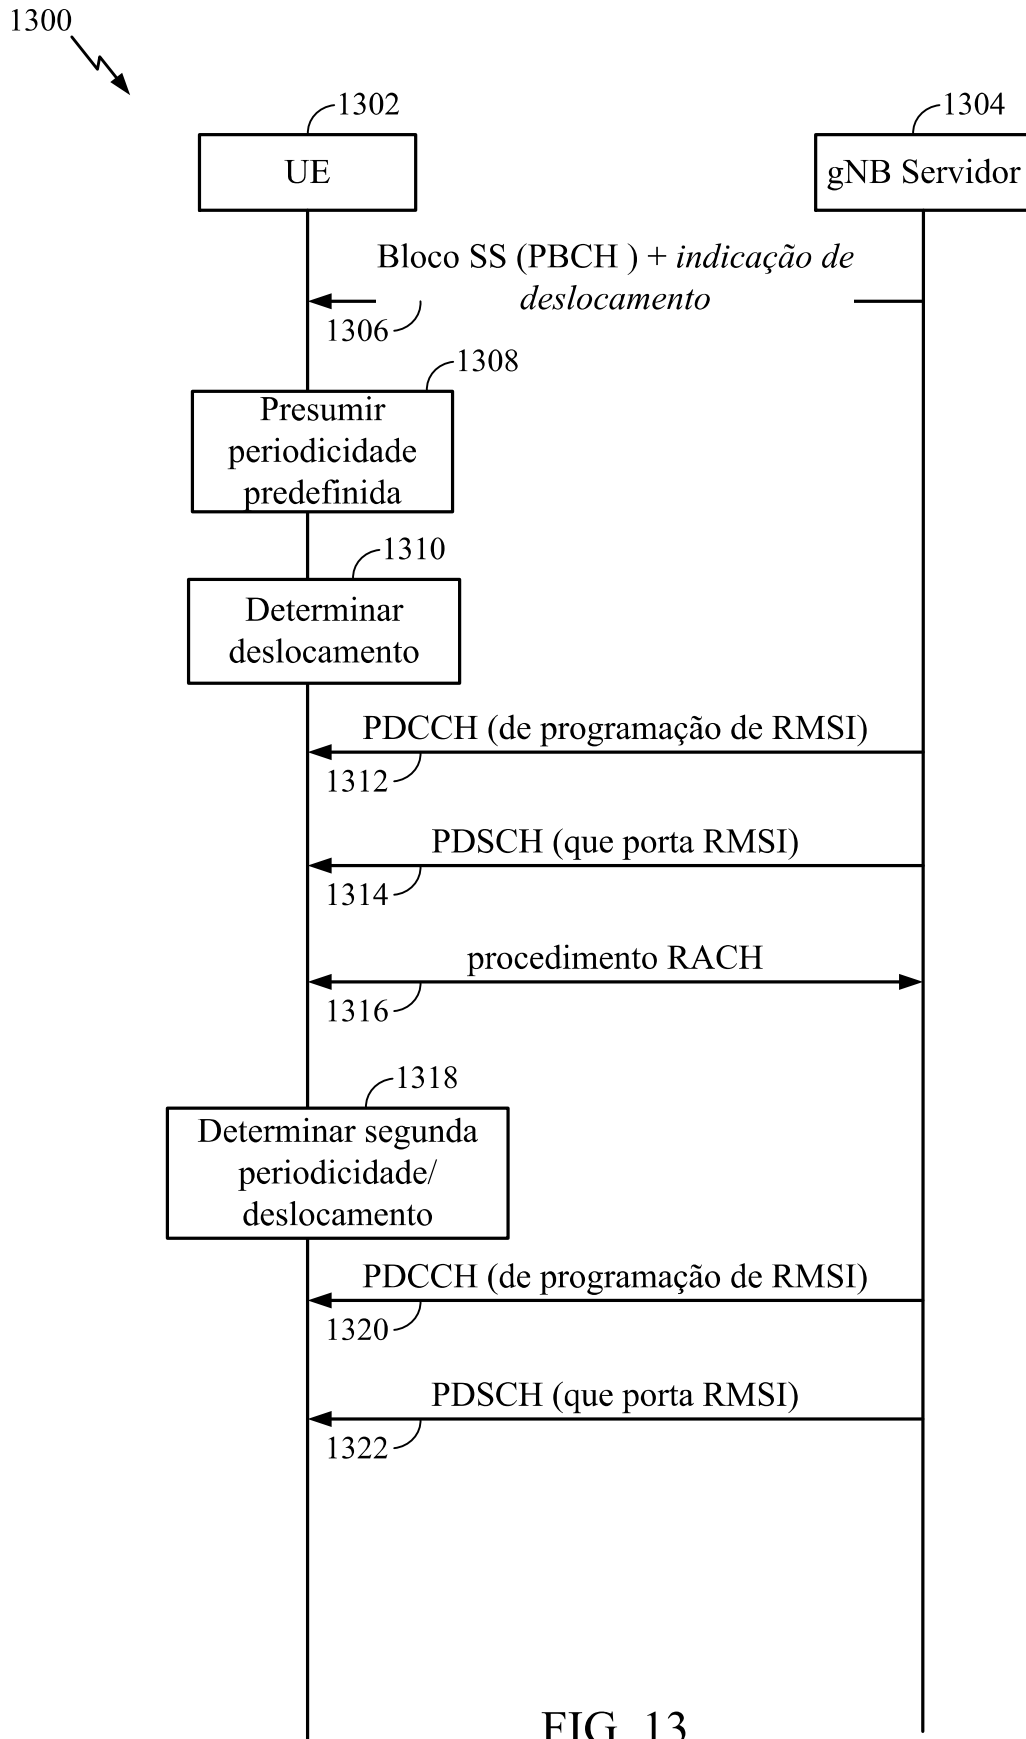 1300
1302
1304
UE
gNB Servidor
Bloco SS (PBCH ) + indicação de
deslocamento
1306
1308
Presumir
periodicidade
predefinida
1310
Determinar
deslocamento
PDCCH (de programação de RMSI)
1312
PDSCH (que porta RMSI)
1314
procedimento RACH
1316
1318
Determinar segunda
periodicidade/
deslocamento
PDCCH (de programação de RMSI)
1320
PDSCH (que porta RMSI)
1322
FIG. 13